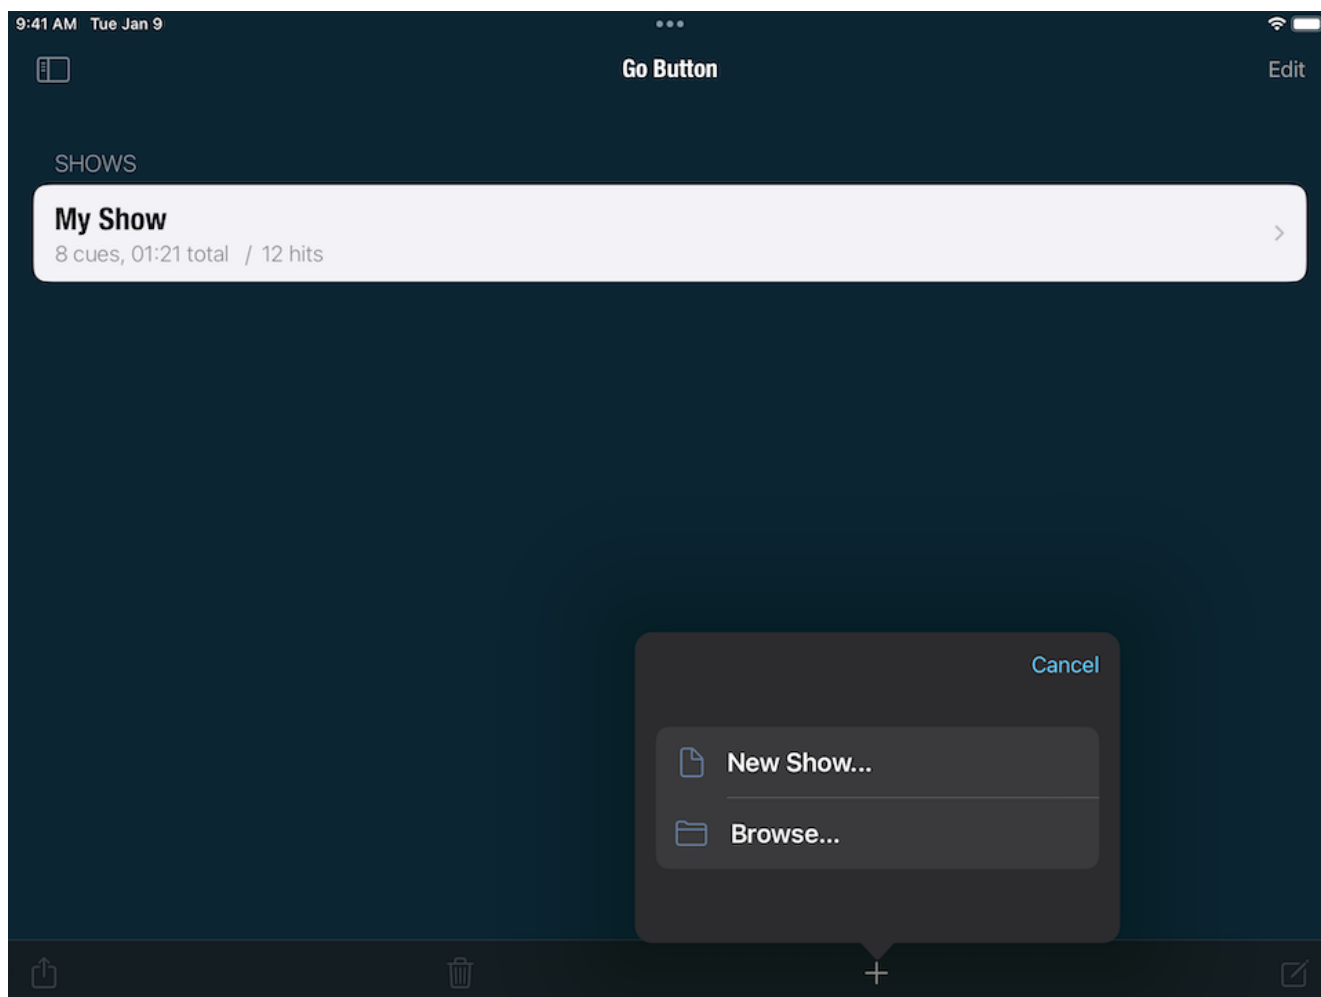 9:41 AM Tue Jan 9
Go Button
Edit
SHOWS
My Show
8 cues, 01:21 total / 12 hits
Cancel
New Show...
Browse...